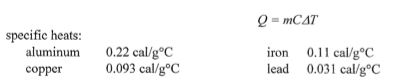 Q = mCΔT
specific heats:
aluminum 0.22 cal/g°C iron 0.11 cal/g°C
copper 0.093 cal/g°C lead 0.031 cal/g°C